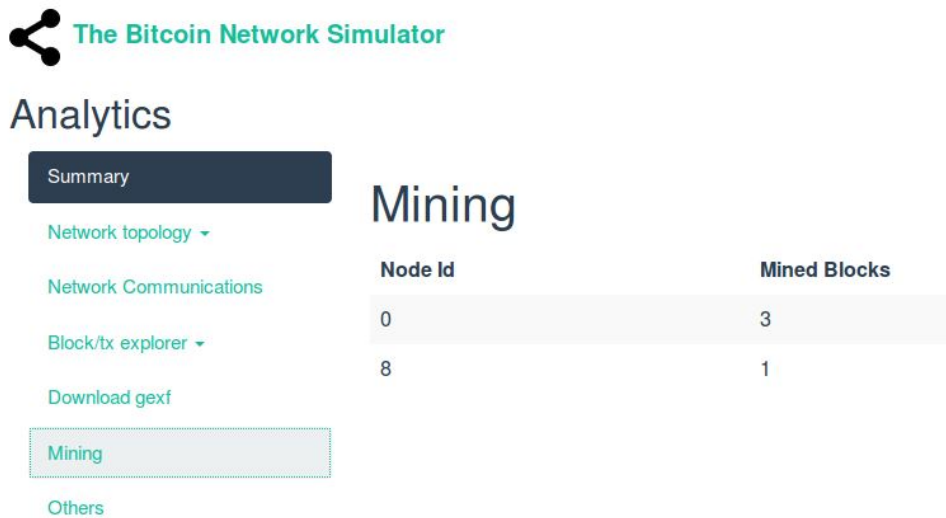 The Bitcoin Network Simulator
Analytics
Summary
Network topology
Network Communications
Block/tx explorer
Download gexf
Mining
Others
Mining
Node Id Mined Blocks
0 3
8 1